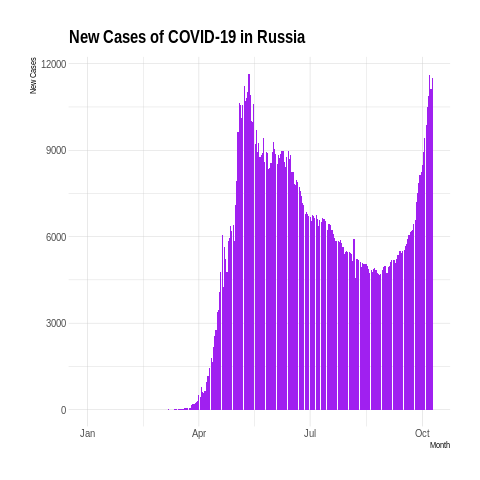 New Cases of COVID-19 in Russia
New Cases
12000
9000
6000
3000
0
Jan Apr Jul Oct
Month